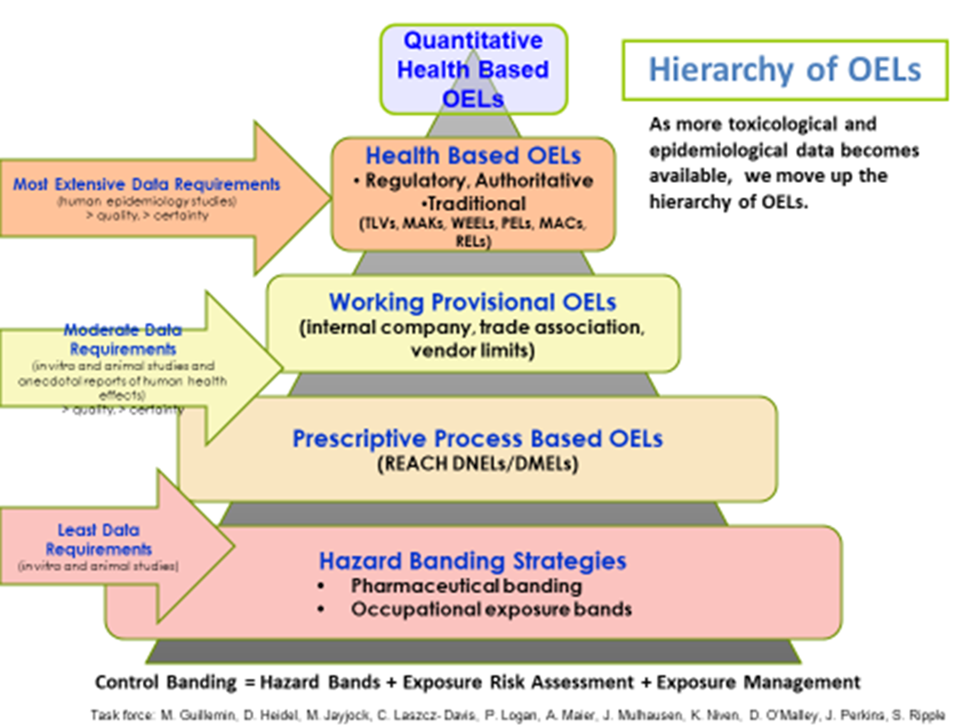 Quantitative
Health Based
OELs
Hierarchy of OELs
As more toxicological and
epidemiological data becomes
available, we move up the
hierarchy of OELs.
Most Extensive Data Requirements
(human epidemiology studies)
> quality, > certainty
Health Based OELs
• Regulatory, Authoritative
•Traditional
(TLVs, MAKs, WEELs, PELs, MACs,
RELs)
Moderate Data
Requirements
(in vitro and animal studies and
anecdotal reports of human health
effects)
> quality, > certainty
Working Provisional OELs
(internal company, trade association,
vendor limits)
Prescriptive Process Based OELs
(REACH DNELs/DMELs)
Least Data
Requirements
(in vitro and animal studies)
Hazard Banding Strategies
• Pharmaceutical banding
• Occupational exposure bands
Control Banding = Hazard Bands + Exposure Risk Assessment + Exposure Management
Task force: M. Guillemin, D. Heidel, M. Jayjock, C. Laszcz- Davis, P. Logan, A. Maier, J. Mulhausen, K. Niven, D. O'Malley, J. Perkins, S. Ripple